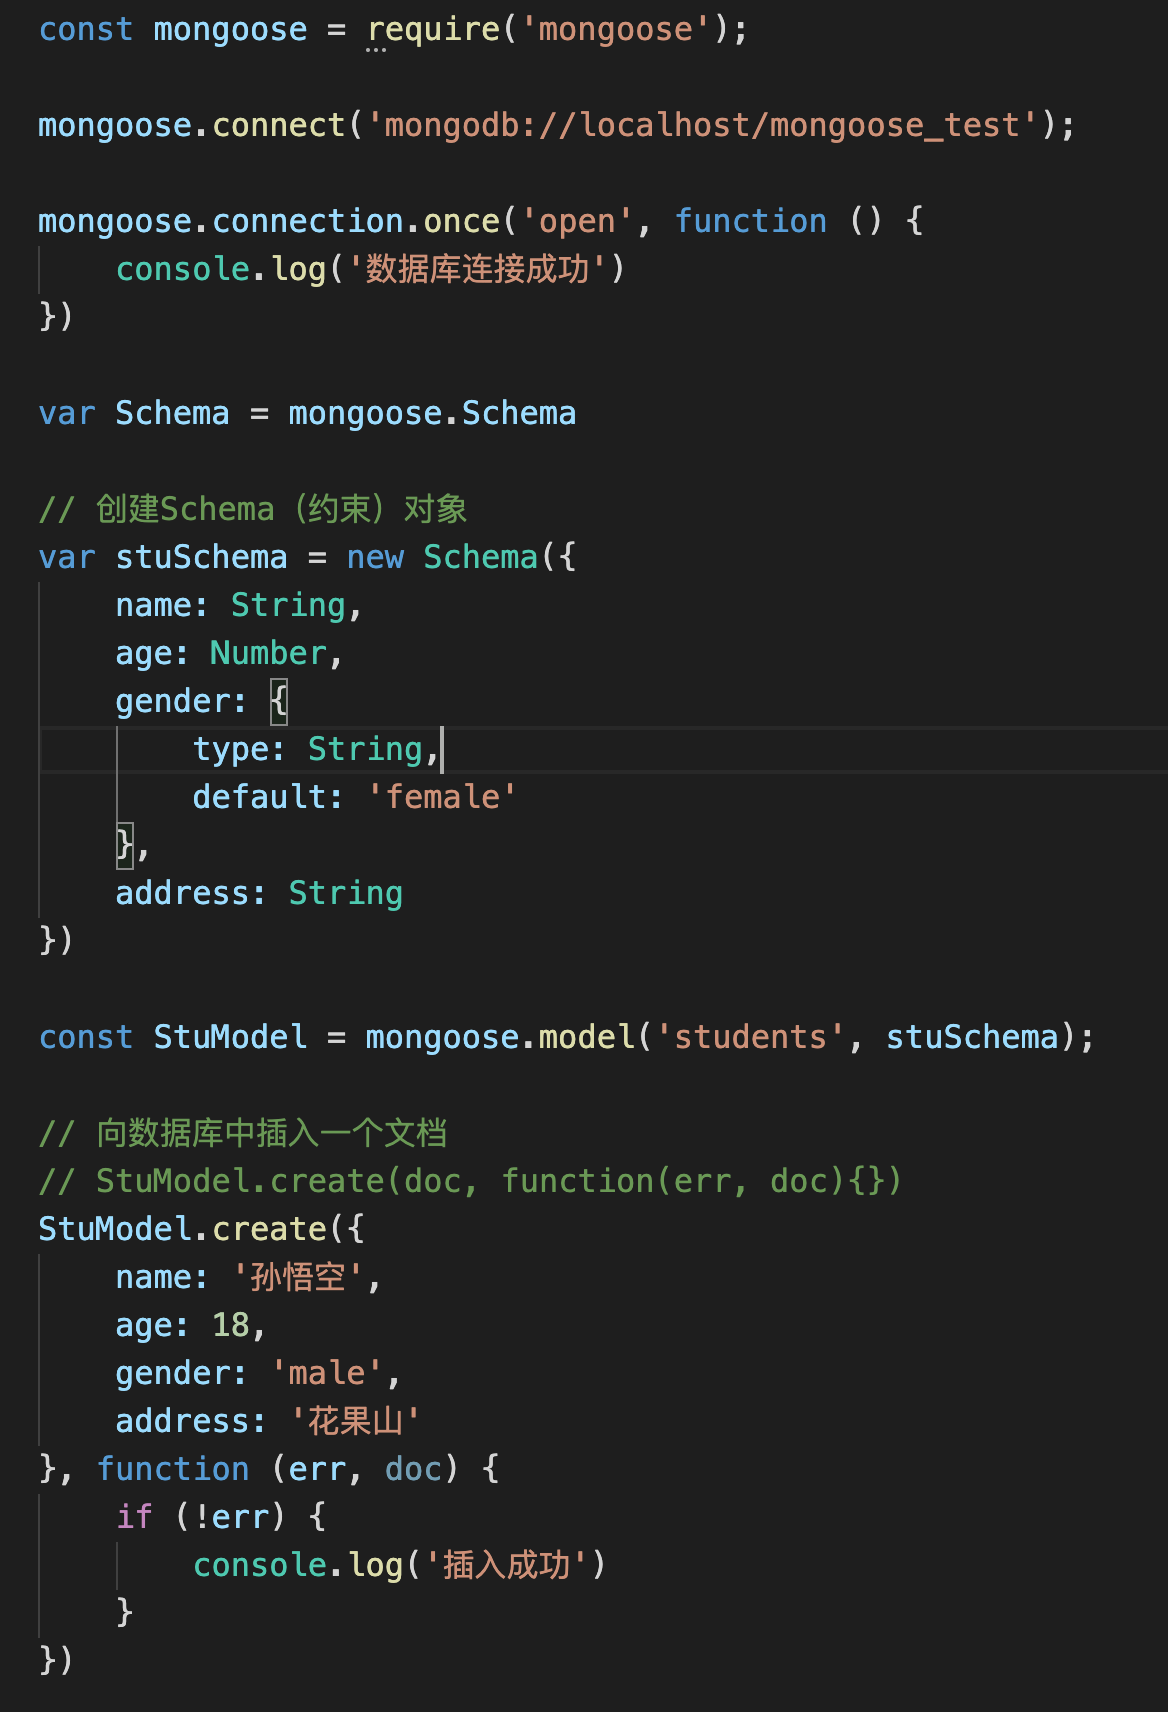 const mongoose = require('mongoose');
mongoose.connect('mongodb://localhost/mongoose_test');
mongoose.connection.once('open', function () {
    console.log('数据库连接成功')
})
var Schema = mongoose.Schema
// 创建Schema（约束）对象
var stuSchema = new Schema({
    name: String,
    age: Number,
    gender: {
        type: String,
        default: 'female'
    },
    address: String
})
const StuModel = mongoose.model('students', stuSchema);
// 向数据库中插入一个文档
// StuModel.create(doc, function(err, doc){})
StuModel.create({
    name: '孙悟空',
    age: 18,
    gender: 'male',
    address: '花果山'
}, function (err, doc) {
    if (!err) {
        console.log('插入成功')
    }
})